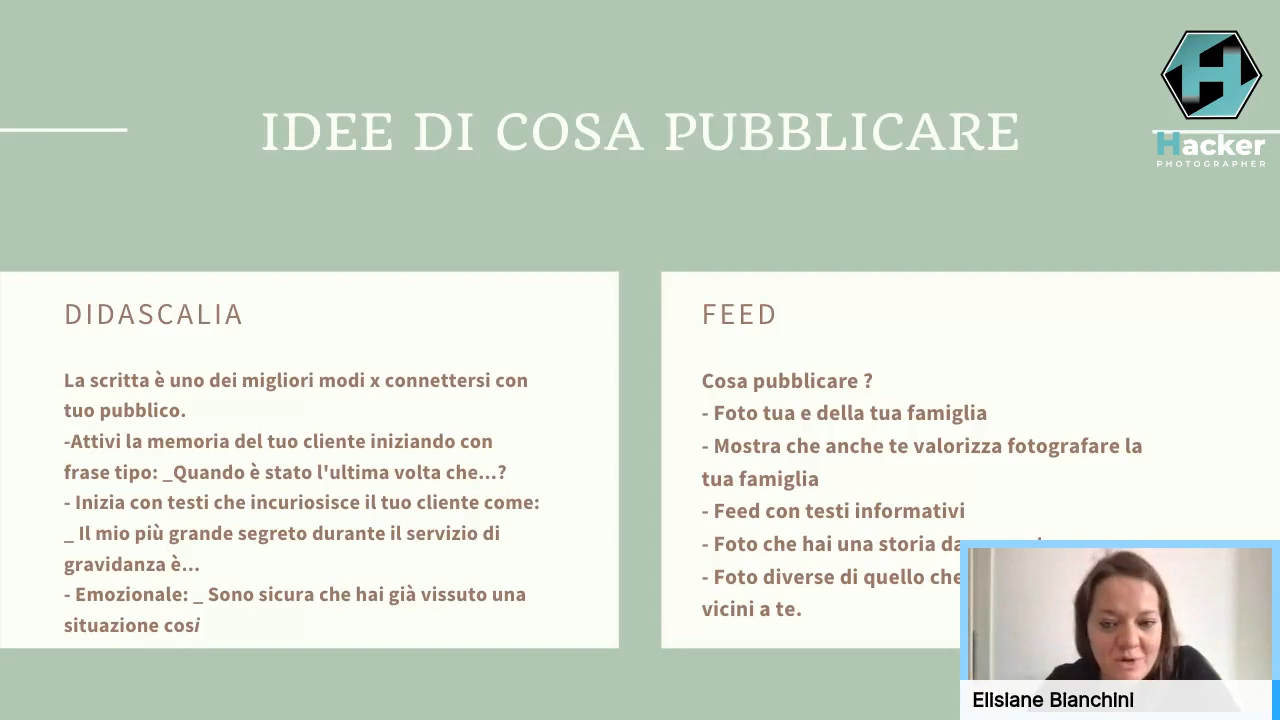 IDEE DI COSA PUBBLICARE
Hacker
PHOTOGRAPHER
DIDASCALIA
La scritta è uno dei migliori modi x connettersi con
tuo pubblico.
-Attivi la memoria del tuo cliente iniziando con
frase tipo: _Quando è stato l'ultima volta che...?
- Inizia con testi che incuriosisce il tuo cliente come:
_ Il mio più grande segreto durante il servizio di
gravidanza è...
- Emozionale: _ Sono sicura che hai già vissuto una
situazione cosi
FEED
Cosa pubblicare ?
- Foto tua e della tua famiglia
- Mostra che anche te valorizza fotografare la
tua famiglia
- Feed con testi informativi
- Foto che hai una storia da
- Foto diverse di quello che
vicini a te.
Elisiane Bianchini